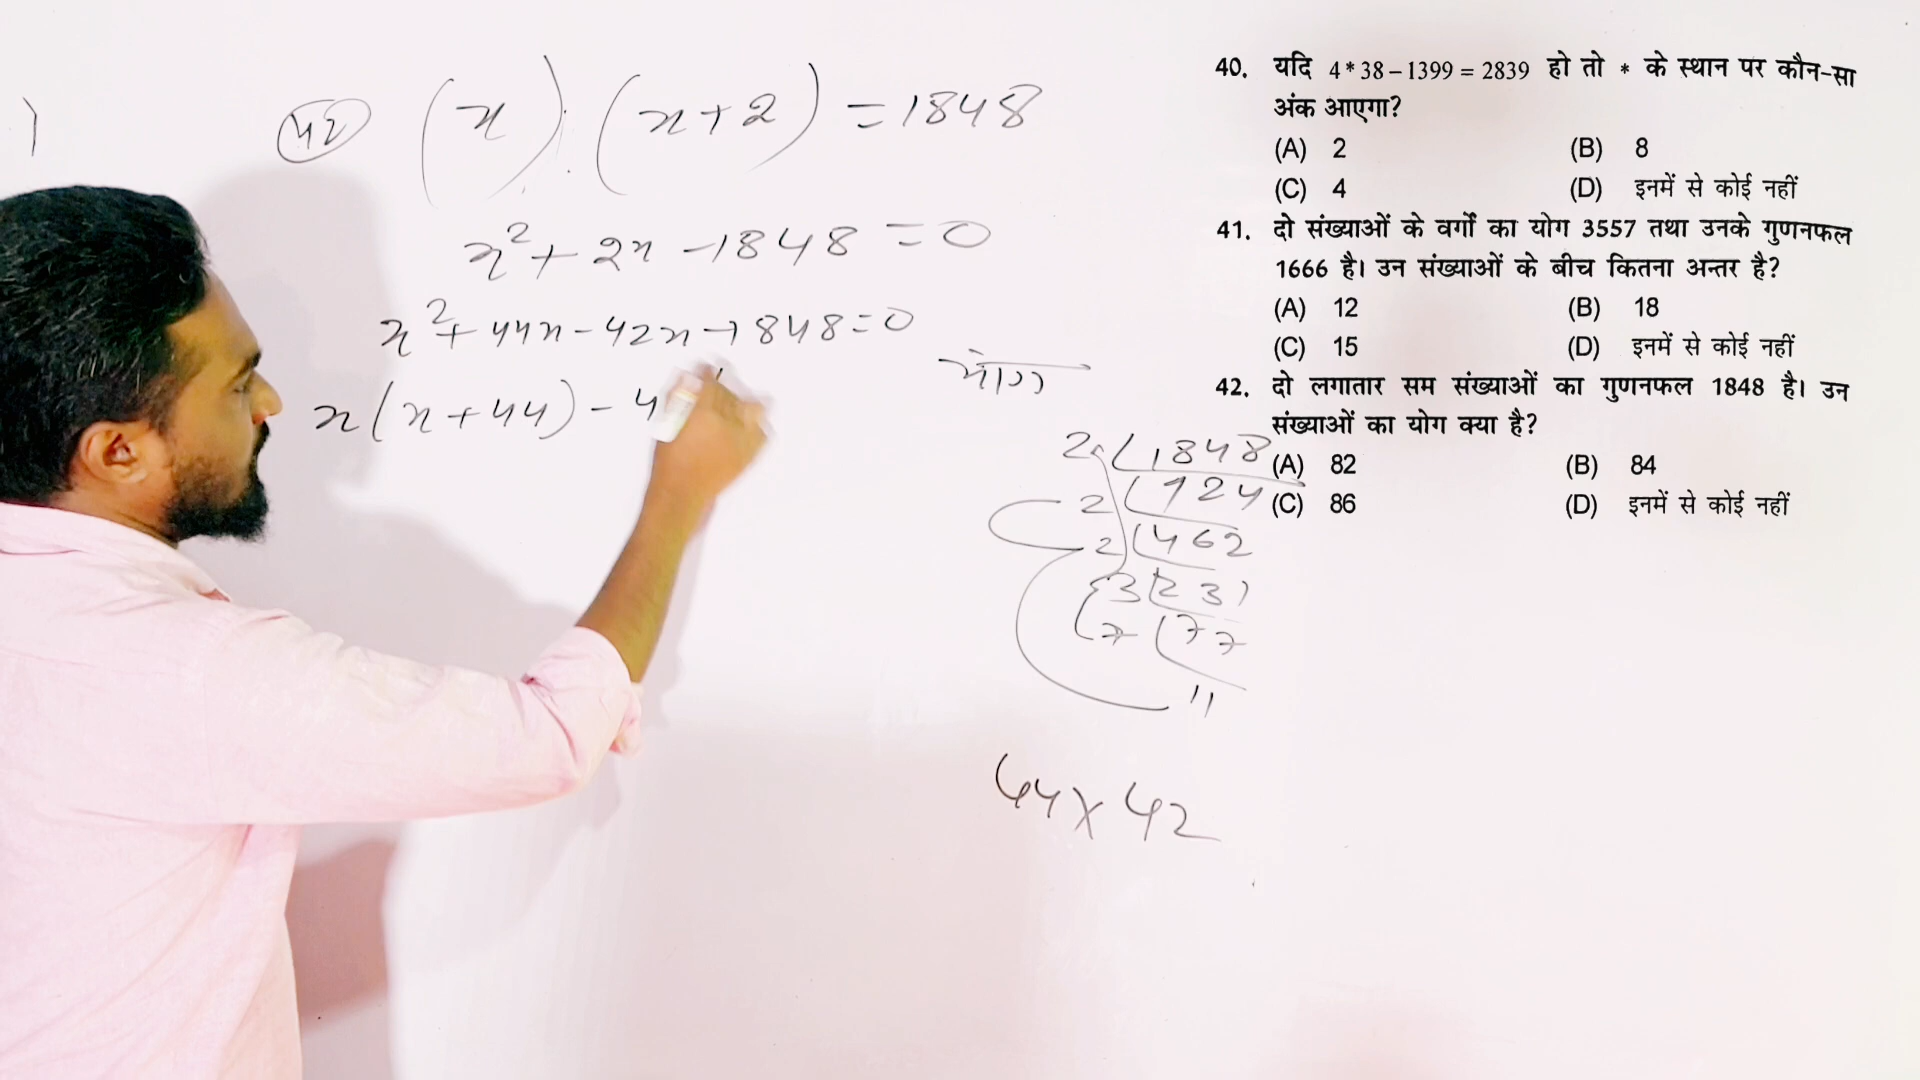 42 (x) . (x+2) = 1848
x²+2x-1848=0
x²+44x-42x-1848=0
x(x+44)-4
भाग
2 1848
2 924
2 462
3 231
7 77
11
44 x 42
40. यदि 4*38-1399 = 2839 हो तो * के स्थान पर कौन-सा
अंक आएगा?
(A) 2 (B) 8
(C) 4 (D) इनमें से कोई नहीं
41. दो संख्याओं के वर्गों का योग 3557 तथा उनके गुणनफल
1666 है। उन संख्याओं के बीच कितना अन्तर है?
(A) 12 (B) 18
(C) 15 (D) इनमें से कोई नहीं
42. दो लगातार सम संख्याओं का गुणनफल 1848 है। उन
संख्याओं का योग क्या है?
(A) 82 (B) 84
(C) 86 (D) इनमें से कोई नहीं